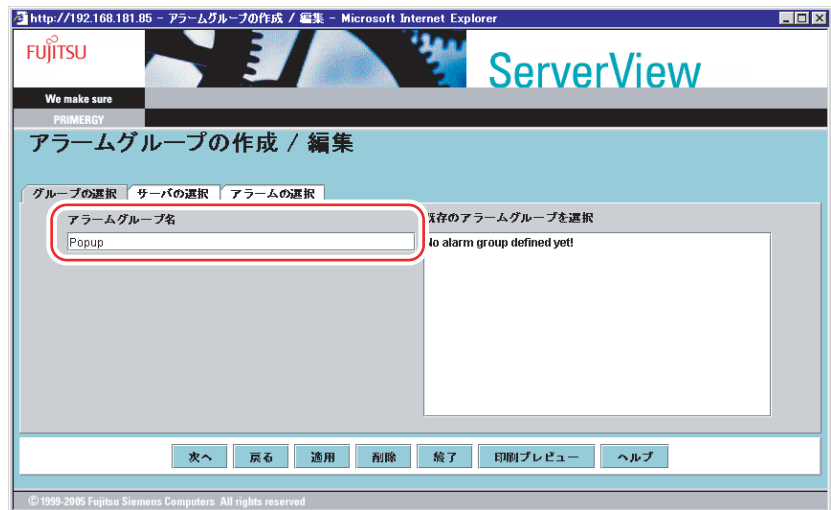 http://192.168.181.85 - アラームグループの作成 / 編集 - Microsoft Internet Explorer
FUJITSU
ServerView
We make sure
PRIMERGY
アラームグループの作成 / 編集
グループの選択 サーバの選択 アラームの選択
アラームグループ名
既存のアラームグループを選択
Popup
No alarm group defined yet!
次へ 戻る 適用 削除 終了 印刷プレビュー ヘルプ
© 1999-2005 Fujitsu Siemens Computers All rights reserved